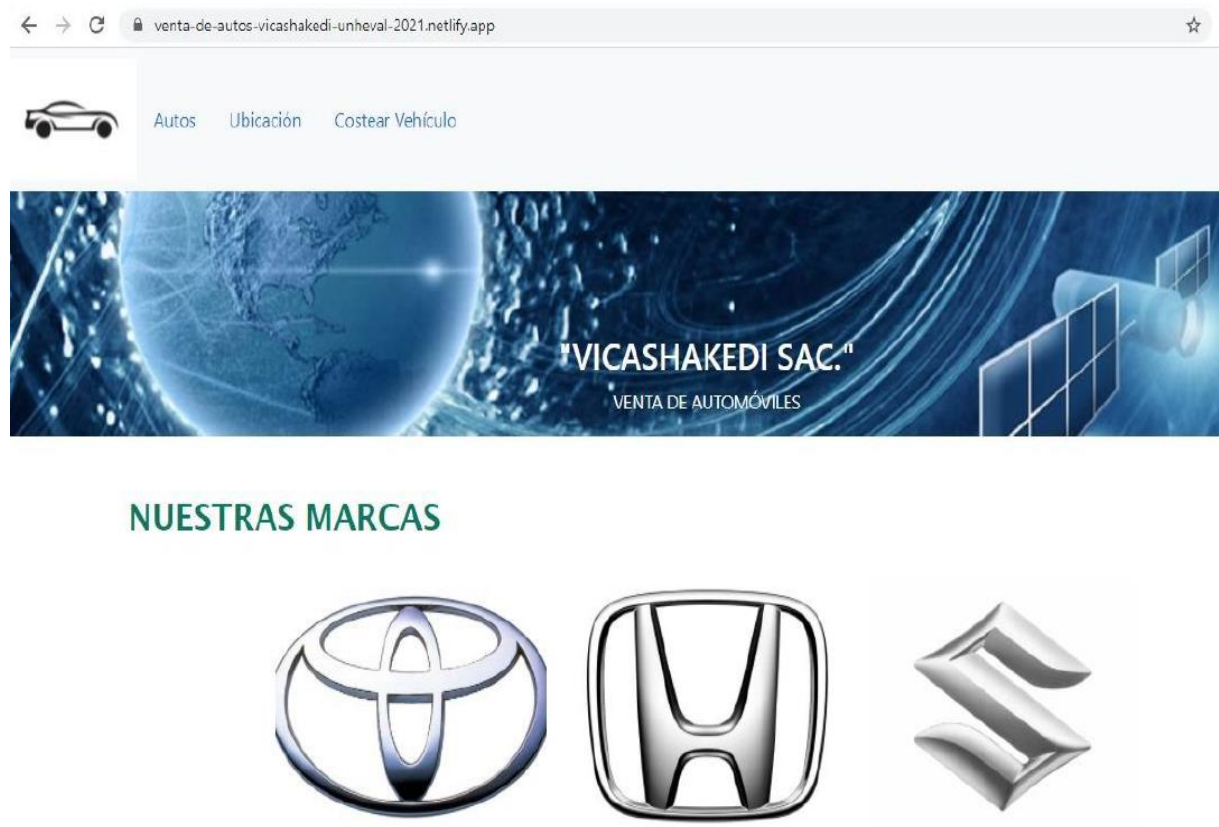 venta-de-autos-vicashakedi-unheval-2021.netlify.app
Autos Ubicación Costear Vehículo
"VICASHAKEDI SAC."
VENTA DE AUTOMÓVILES
NUESTRAS MARCAS